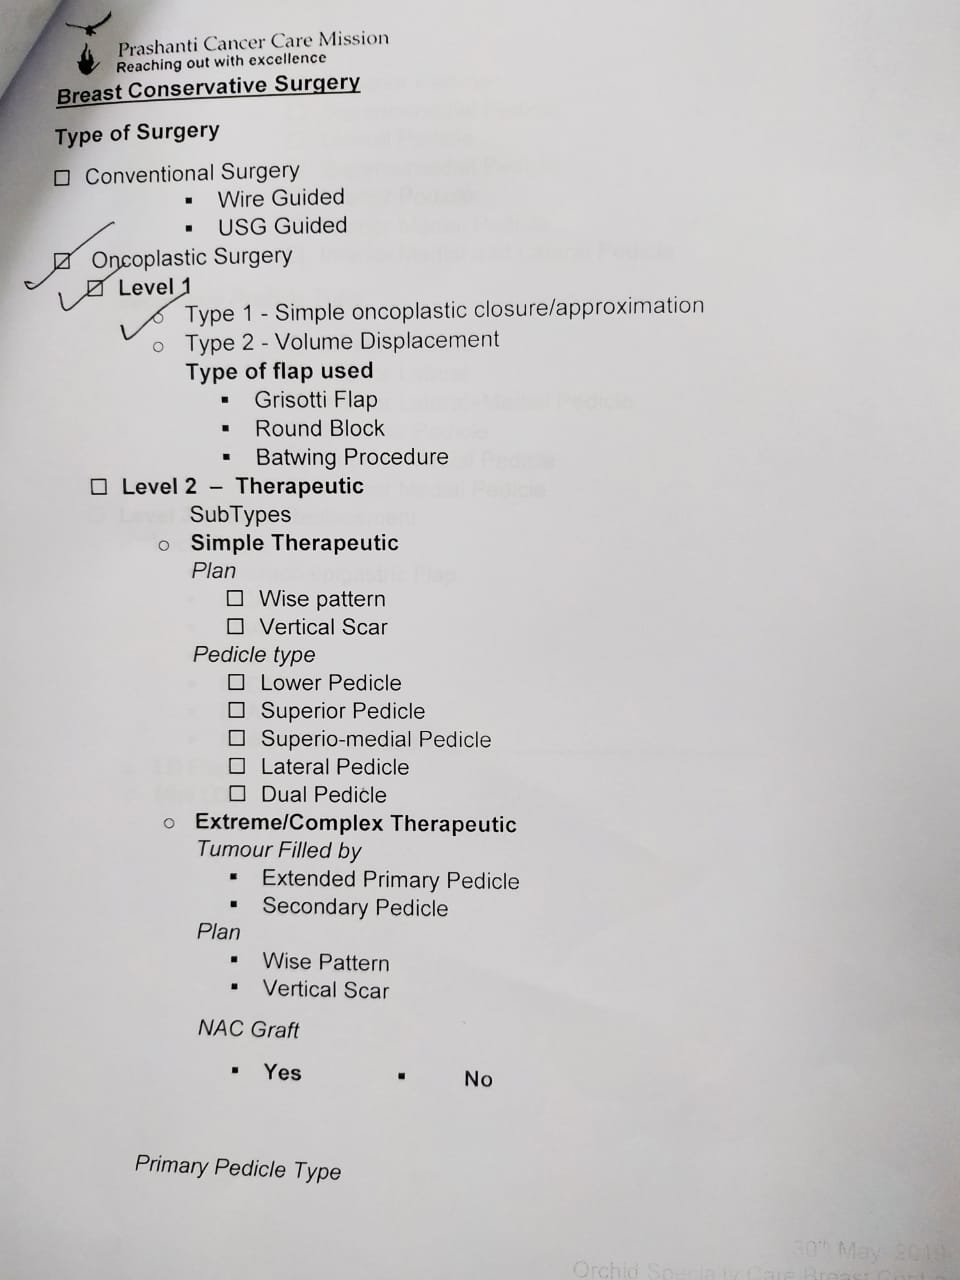 Prashanti Cancer Care Mission
Reaching out with excellence
Breast Conservative Surgery
Type of Surgery
☐ Conventional Surgery
▪ Wire Guided
▪ USG Guided
☑ Oncoplastic Surgery
☑ Level 1
✓ Type 1 - Simple oncoplastic closure/approximation
○ Type 2 - Volume Displacement
Type of flap used
▪ Grisotti Flap
▪ Round Block
▪ Batwing Procedure
☐ Level 2 – Therapeutic
SubTypes
○ Simple Therapeutic
Plan
☐ Wise pattern
☐ Vertical Scar
Pedicle type
☐ Lower Pedicle
☐ Superior Pedicle
☐ Superio-medial Pedicle
☐ Lateral Pedicle
☐ Dual Pedicle
○ Extreme/Complex Therapeutic
Tumour Filled by
▪ Extended Primary Pedicle
▪ Secondary Pedicle
Plan
▪ Wise Pattern
▪ Vertical Scar
NAC Graft
▪ Yes ▪ No
Primary Pedicle Type
30th May 2019
Orchid Specialty Care Breast